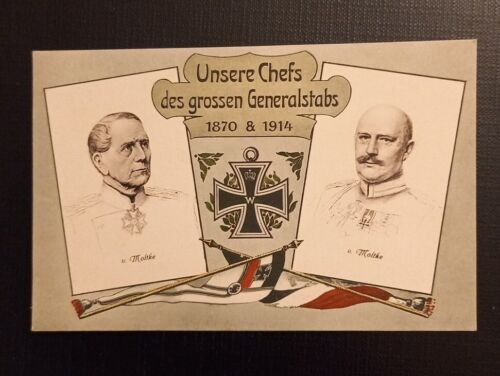 Unsere Chefs
des grossen Generalstabs
1870 & 1914
W
v. Moltke
v. Moltke